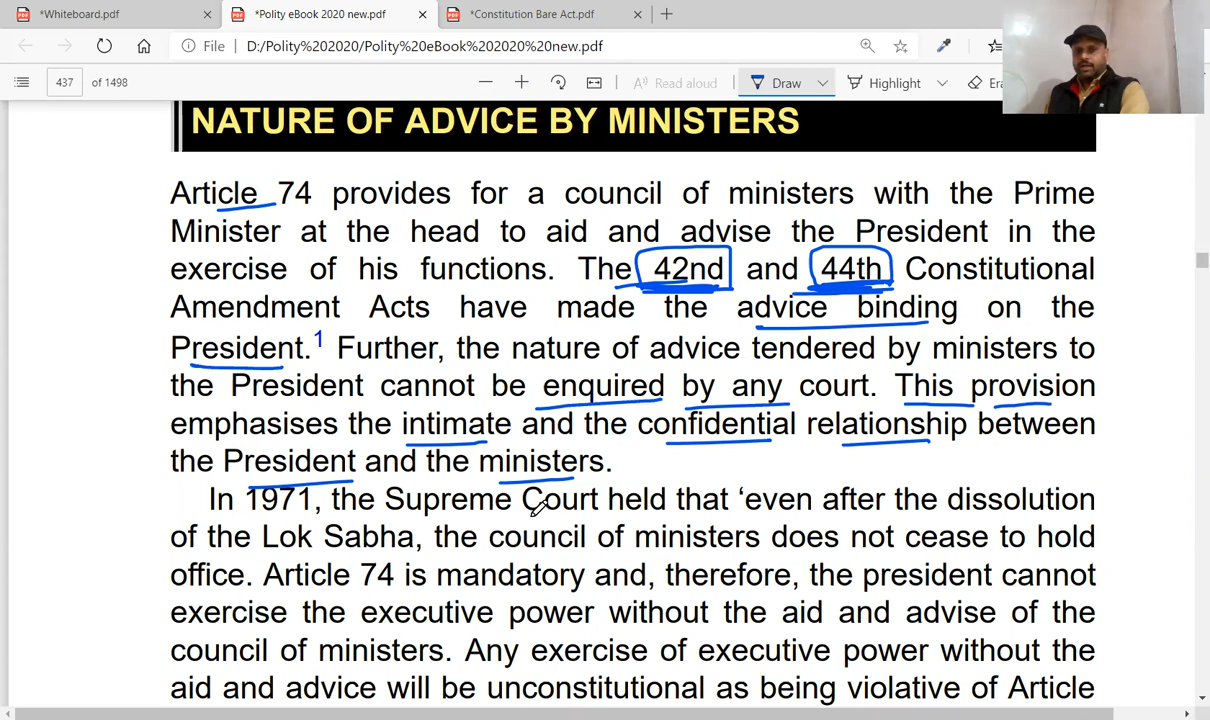 *Whiteboard.pdf
*Polity eBook 2020 new.pdf
*Constitution Bare Act.pdf
File D:/Polity%202020/Polity%20eBook%202020%20new.pdf
437 of 1498 Read aloud Draw Highlight Era
NATURE OF ADVICE BY MINISTERS
Article 74 provides for a council of ministers with the Prime
Minister at the head to aid and advise the President in the
exercise of his functions. The 42nd and 44th Constitutional
Amendment Acts have made the advice binding on the
President.1 Further, the nature of advice tendered by ministers to
the President cannot be enquired by any court. This provision
emphasises the intimate and the confidential relationship between
the President and the ministers.
In 1971, the Supreme Court held that ‘even after the dissolution
of the Lok Sabha, the council of ministers does not cease to hold
office. Article 74 is mandatory and, therefore, the president cannot
exercise the executive power without the aid and advise of the
council of ministers. Any exercise of executive power without the
aid and advice will be unconstitutional as being violative of Article